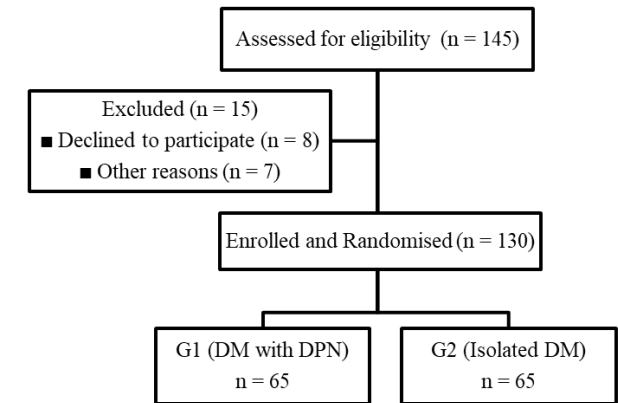 Assessed for eligibility (n = 145)
Excluded (n = 15)
■ Declined to participate (n = 8)
■ Other reasons (n = 7)
Enrolled and Randomised (n = 130)
G1 (DM with DPN)
n = 65
G2 (Isolated DM)
n = 65